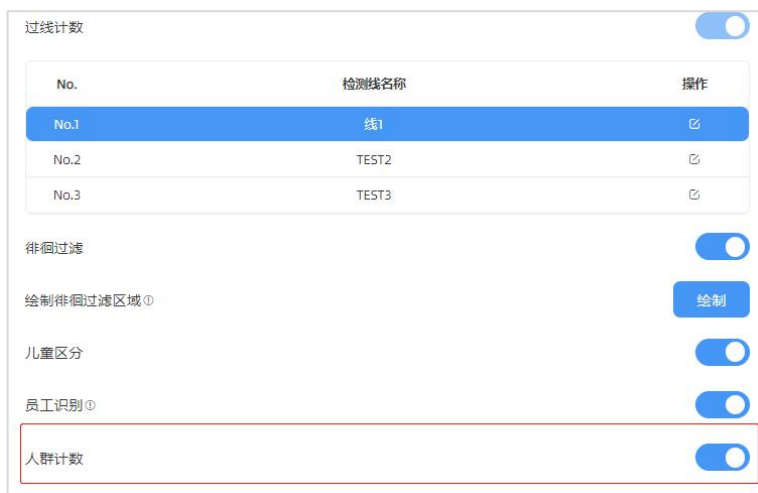 过线计数
No. 检测线名称 操作
No.1 线1
No.2 TEST2
No.3 TEST3
徘徊过滤
绘制徘徊过滤区域 绘制
儿童区分
员工识别
人群计数